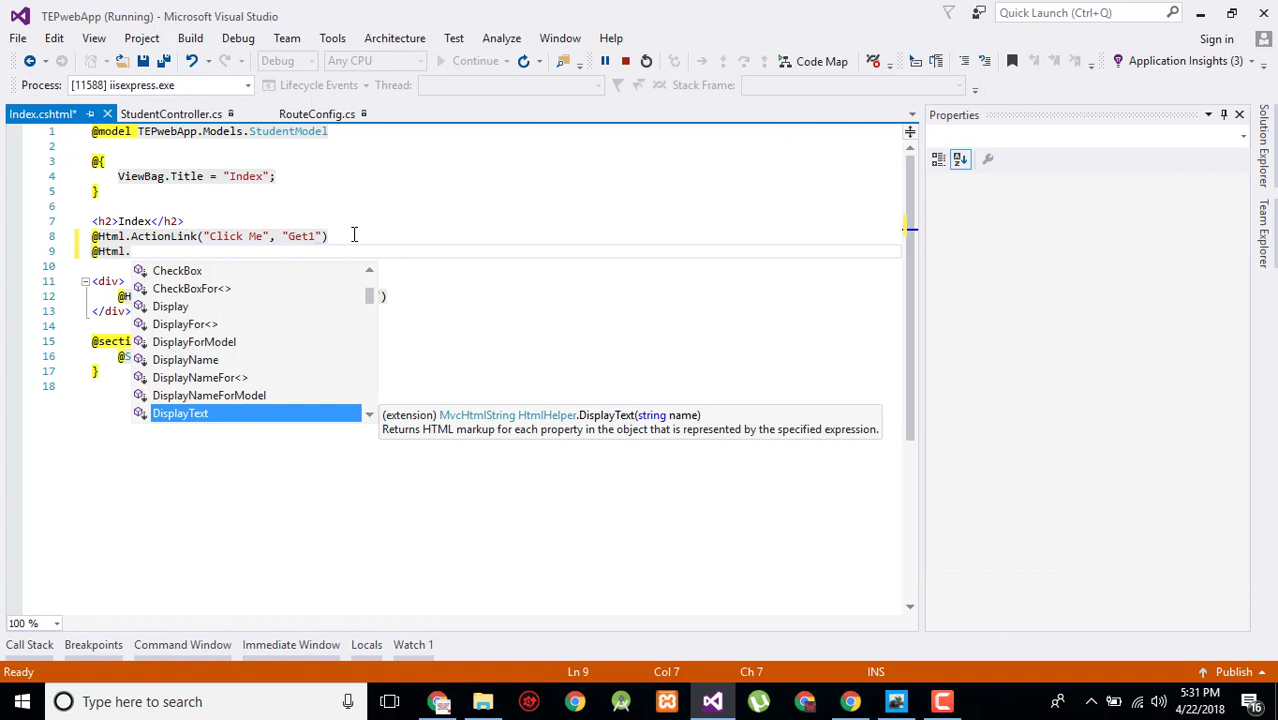 TEPwebApp (Running) - Microsoft Visual Studio
Quick Launch (Ctrl+Q)
File Edit View Project Build Debug Team Tools Architecture Test Analyze Window Help
Sign in
Debug Any CPU Continue Code Map Application Insights (3)
Process: [11588] iisexpress.exe Lifecycle Events Thread: Stack Frame:
Index.cshtml* StudentController.cs RouteConfig.cs
Properties
1 @model TEPwebApp.Models.StudentModel
2
3 @{
4 ViewBag.Title = "Index";
5 }
6
7 <h2>Index</h2>
8 @Html.ActionLink("Click Me", "Get1")
9 @Html.
10
11 <div>
12 @H ")
13 </div>
14
15 @secti
16 @S
17 }
18
CheckBox
CheckBoxFor<>
Display
DisplayFor<>
DisplayForModel
DisplayName
DisplayNameFor<>
DisplayNameForModel
DisplayText
(extension) MvcHtmlString HtmlHelper.DisplayText(string name)
Returns HTML markup for each property in the object that is represented by the specified expression.
Solution Explorer
Team Explorer
100 %
Call Stack Breakpoints Command Window Immediate Window Locals Watch 1
Ready Ln 9 Col 7 Ch 7 INS Publish
Type here to search
5:31 PM
4/22/2018
16